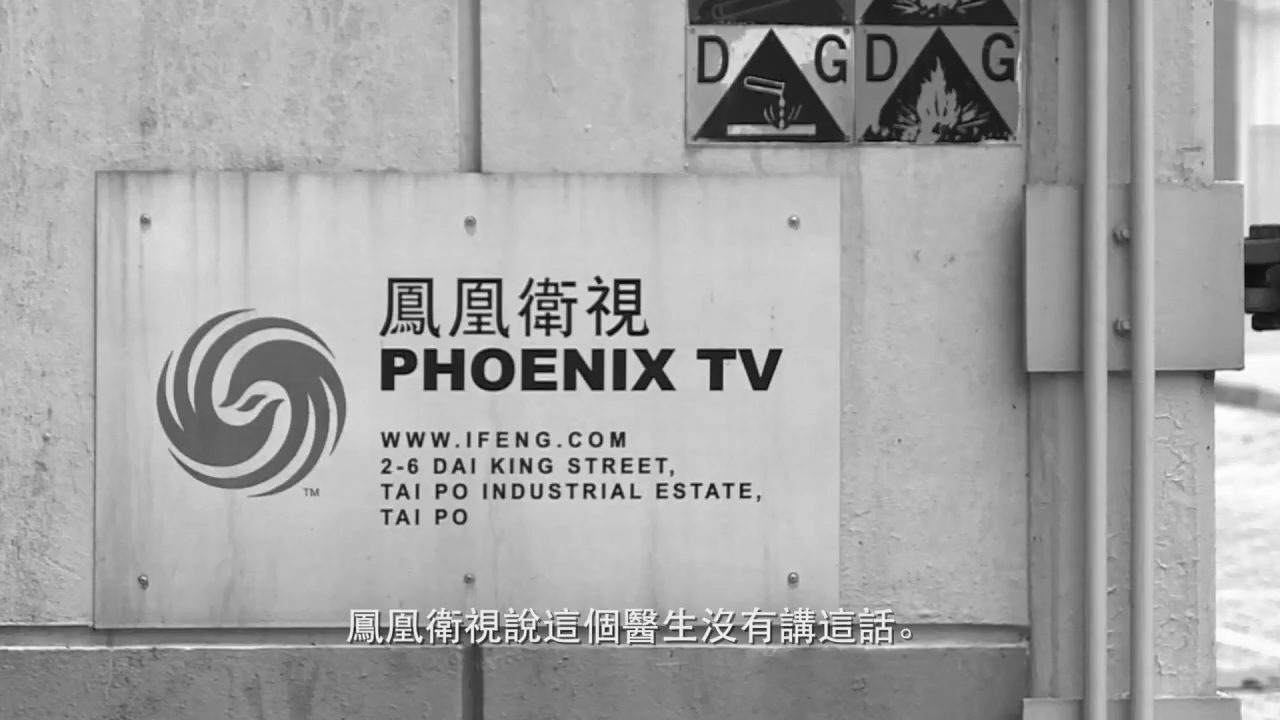 D G D G
鳳凰衛視
PHOENIX TV
WWW.IFENG.COM
2-6 DAI KING STREET,
TAI PO INDUSTRIAL ESTATE,
TAI PO
TM
鳳凰衛視說這個醫生沒有講這話。